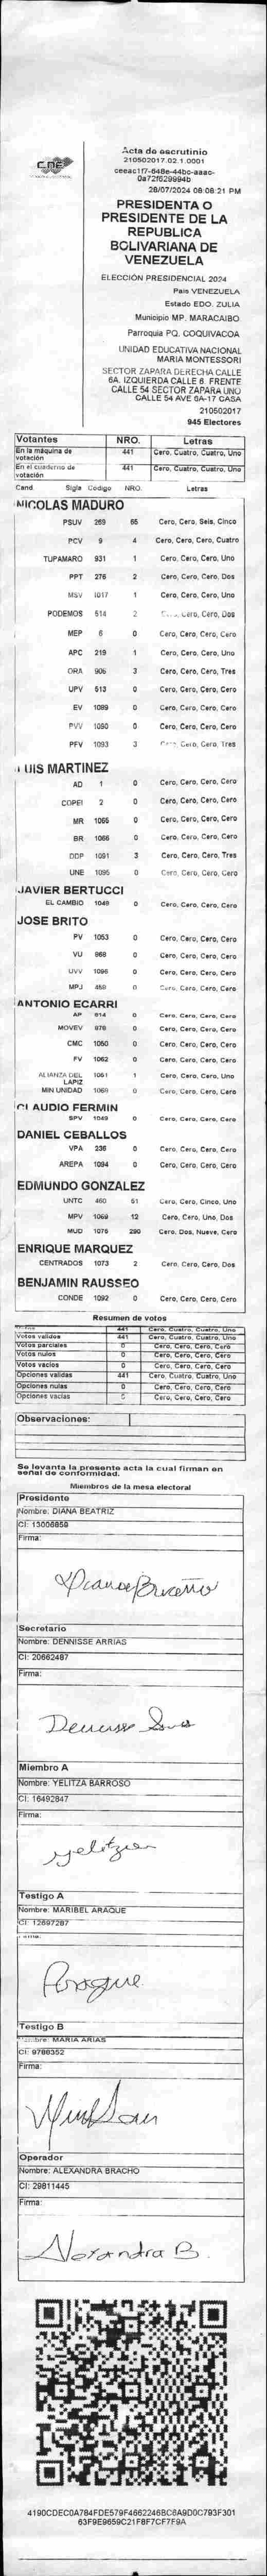 CNE
Acta de escrutinio
210502017.02.1.0001
ceeac1f7-648e-44bc-aaac-
0a72f629994b
28/07/2024 08:08:21 PM
PRESIDENTA O
PRESIDENTE DE LA
REPUBLICA
BOLIVARIANA DE
VENEZUELA
ELECCIÓN PRESIDENCIAL 2024
País VENEZUELA
Estado EDO. ZULIA
Municipio MP. MARACAIBO
Parroquia PQ. COQUIVACOA
UNIDAD EDUCATIVA NACIONAL
MARIA MONTESSORI
SECTOR ZAPARA DERECHA CALLE
6A. IZQUIERDA CALLE 8. FRENTE
CALLE 54 SECTOR ZAPARA UNO
CALLE 54 AVE 6A-17 CASA
210502017
945 Electores
Votantes NRO. Letras
En la máquina de votación 441 Cero, Cuatro, Cuatro, Uno
En el cuaderno de votación 441 Cero, Cuatro, Cuatro, Uno
Cand Sigla Codigo NRO. Letras
NICOLAS MADURO
PSUV 269 65 Cero, Cero, Seis, Cinco
PCV 9 4 Cero, Cero, Cero, Cuatro
TUPAMARO 931 1 Cero, Cero, Cero, Uno
PPT 276 2 Cero, Cero, Cero, Dos
MSV 1017 1 Cero, Cero, Cero, Uno
PODEMOS 514 2 Cero, Cero, Dos
MEP 6 0 Cero, Cero, Cero, Cero
APC 219 1 Cero, Cero, Cero, Uno
ORA 906 3 Cero, Cero, Cero, Tres
UPV 513 0 Cero, Cero, Cero, Cero
EV 1089 0 Cero, Cero, Cero, Cero
PVV 1090 0 Cero, Cero, Cero, Cero
PFV 1093 3 Cero, Cero, Tres
LUIS MARTINEZ
AD 1 0 Cero, Cero, Cero, Cero
COPEI 2 0 Cero, Cero, Cero, Cero
MR 1065 0 Cero, Cero, Cero, Cero
BR 1066 0 Cero, Cero, Cero, Cero
DDP 1091 3 Cero, Cero, Cero, Tres
UNE 1095 0 Cero, Cero, Cero, Cero
JAVIER BERTUCCI
EL CAMBIO 1048 0 Cero, Cero, Cero, Cero
JOSE BRITO
PV 1053 0 Cero, Cero, Cero, Cero
VU 968 0 Cero, Cero, Cero, Cero
UVV 1096 0 Cero, Cero, Cero, Cero
MPJ 459 0 Cero, Cero, Cero, Cero
ANTONIO ECARRI
AP 914 0 Cero, Cero, Cero, Cero
MOVEV 978 0 Cero, Cero, Cero, Cero
CMC 1050 0 Cero, Cero, Cero, Cero
FV 1062 0 Cero, Cero, Cero, Cero
ALIANZA DEL LAPIZ 1061 1 Cero, Cero, Cero, Uno
MIN UNIDAD 1069 0 Cero, Cero, Cero, Cero
CLAUDIO FERMIN
SPV 1049 0 Cero, Cero, Cero, Cero
DANIEL CEBALLOS
VPA 236 0 Cero, Cero, Cero, Cero
AREPA 1094 0 Cero, Cero, Cero, Cero
EDMUNDO GONZALEZ
UNTC 460 51 Cero, Cero, Cinco, Uno
MPV 1068 12 Cero, Cero, Uno, Dos
MUD 1076 290 Cero, Dos, Nueve, Cero
ENRIQUE MARQUEZ
CENTRADOS 1073 2 Cero, Cero, Cero, Dos
BENJAMIN RAUSSEO
CONDE 1092 0 Cero, Cero, Cero, Cero
Resumen de votos
Votos 441 Cero, Cuatro, Cuatro, Uno
Votos validos 441 Cero, Cuatro, Cuatro, Uno
Votos parciales 0 Cero, Cero, Cero, Cero
Votos nulos 0 Cero, Cero, Cero, Cero
Votos vacios 0 Cero, Cero, Cero, Cero
Opciones validas 441 Cero, Cuatro, Cuatro, Uno
Opciones nulas 0 Cero, Cero, Cero, Cero
Opciones vacias Cero, Cero, Cero, Cero
Observaciones:
Se levanta la presente acta la cual firman en
señal de conformidad.
Miembros de la mesa electoral
Presidente
Nombre: DIANA BEATRIZ
CI: 13006859
Firma:
Diana Briceño
Secretario
Nombre: DENNISSE ARRIAS
CI: 20662487
Firma:
Miembro A
Nombre: YELITZA BARROSO
CI: 16492847
Firma:
Testigo A
Nombre: MARIBEL ARAQUE
CI: 12697287
Firma:
Araque
Testigo B
Nombre: MARIA ARIAS
CI: 9786352
Firma:
Operador
Nombre: ALEXANDRA BRACHO
CI: 29811445
Firma:
Alexandra B.
4190CDEC0A784FDE579F4662246BC8A9D0C793F301
63F9E9659C21F8F7CF7F9A